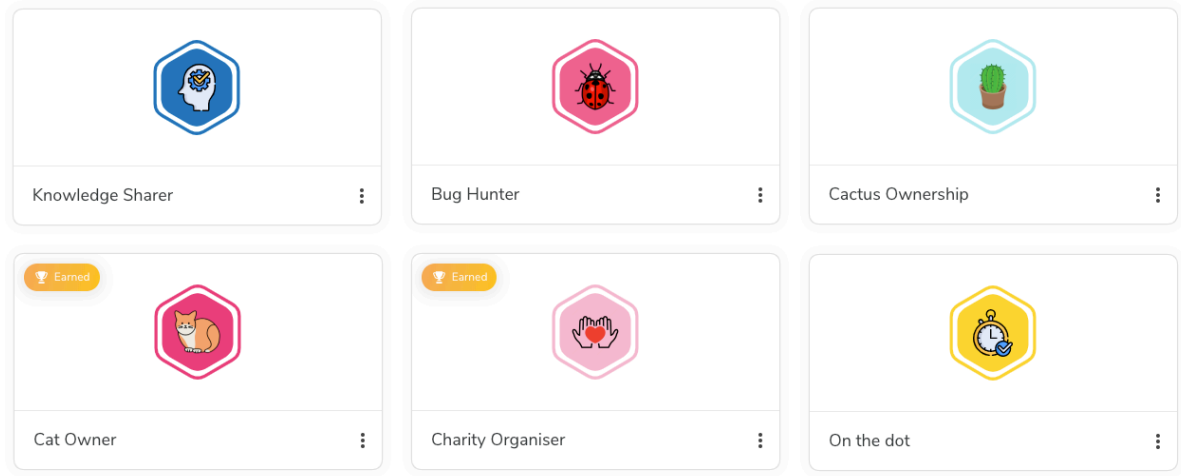 Knowledge Sharer
Bug Hunter
Cactus Ownership
Earned
Cat Owner
Earned
Charity Organiser
On the dot